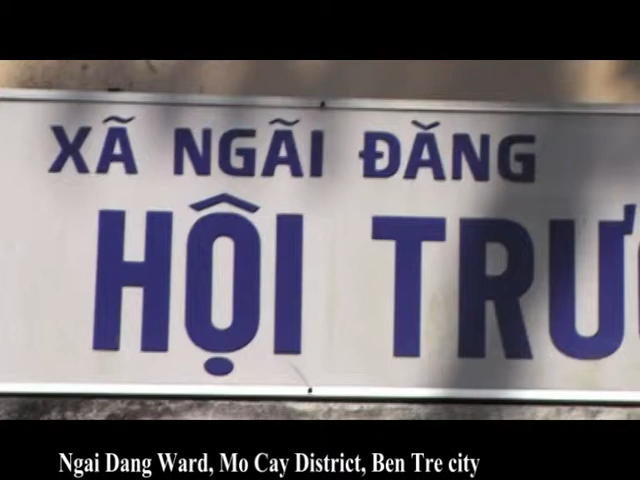 XÃ NGÃI ĐĂNG
HỘI TRƯ
Ngai Dang Ward, Mo Cay District, Ben Tre city